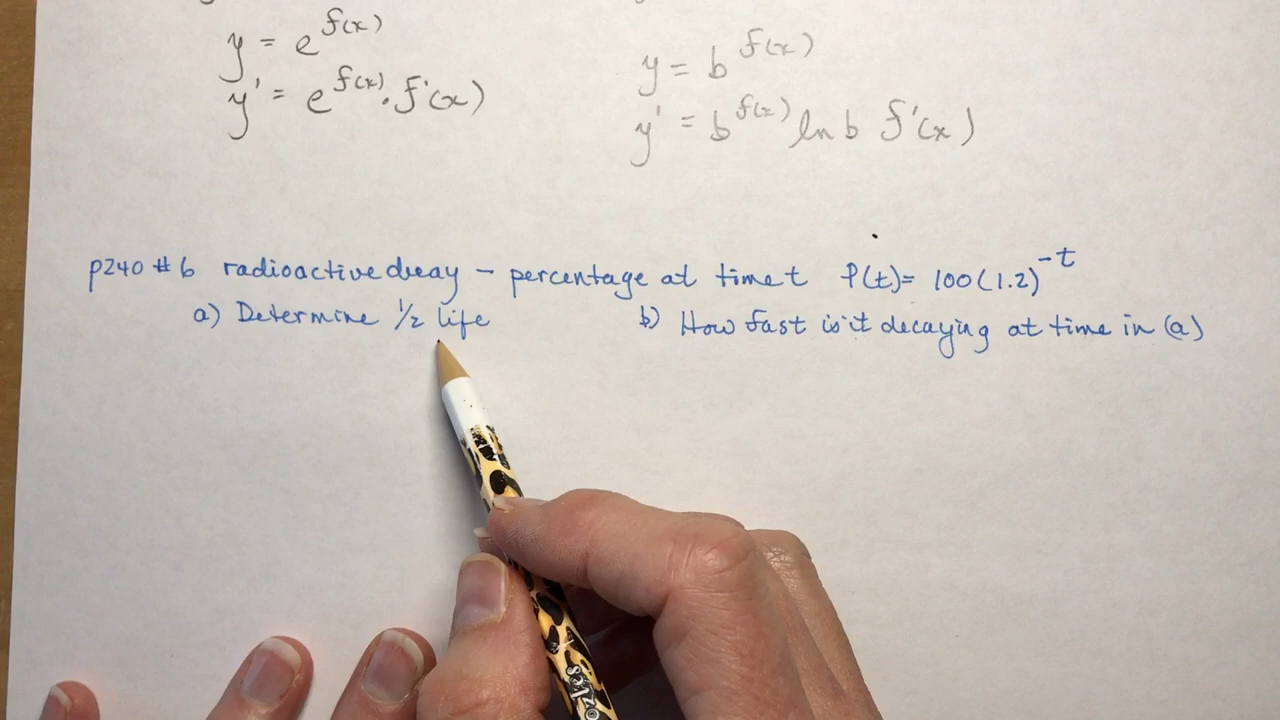 y = e^f(x)
y' = e^f(x) · f'(x)
y = b^f(x)
y' = b^f(x) ln b f'(x)
p240 #6 radioactive decay – percentage at time t P(t) = 100(1.2)^-t
a) Determine 1/2 life
b) How fast is it decaying at time in (a)